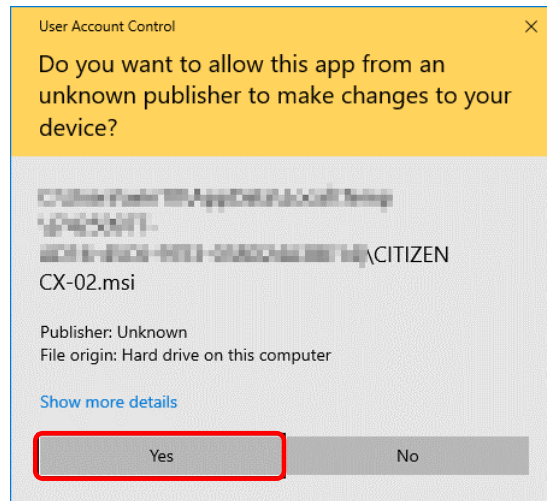 User Account Control
Do you want to allow this app from an
unknown publisher to make changes to your
device?
\CITIZEN
CX-02.msi
Publisher: Unknown
File origin: Hard drive on this computer
Show more details
Yes
No